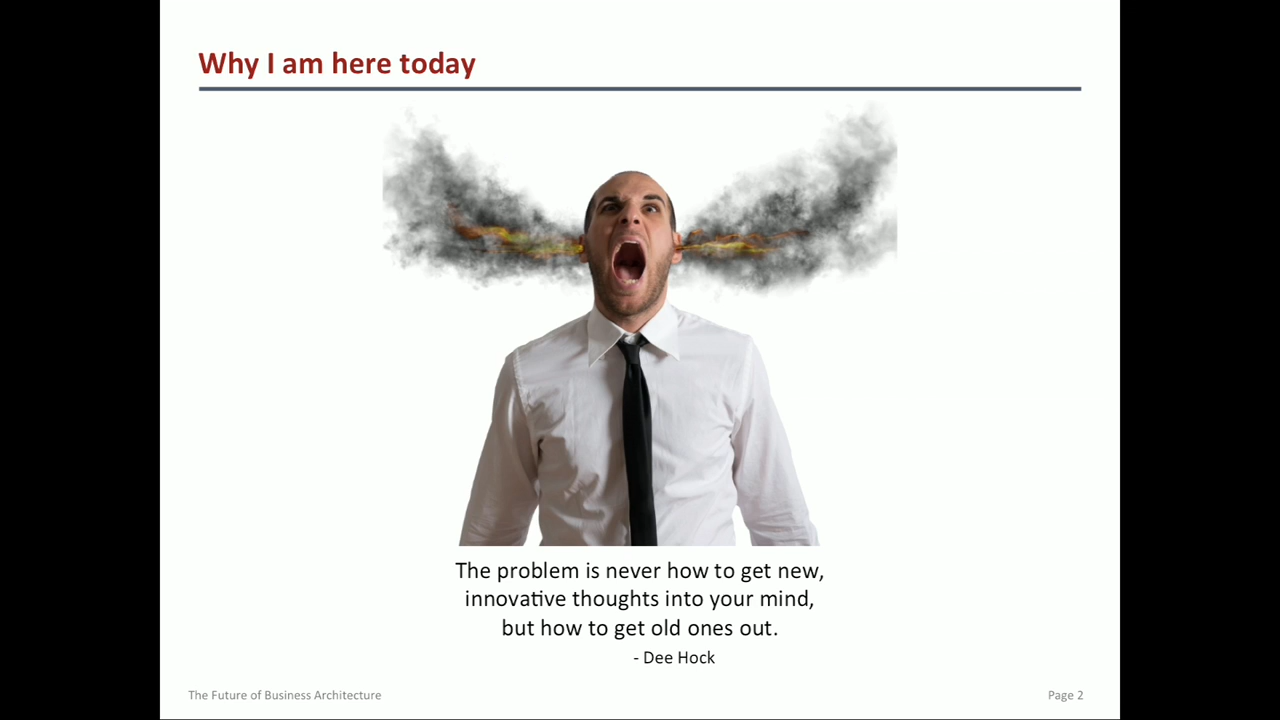 Why I am here today
The problem is never how to get new,
innovative thoughts into your mind,
but how to get old ones out.
- Dee Hock
The Future of Business Architecture
Page 2